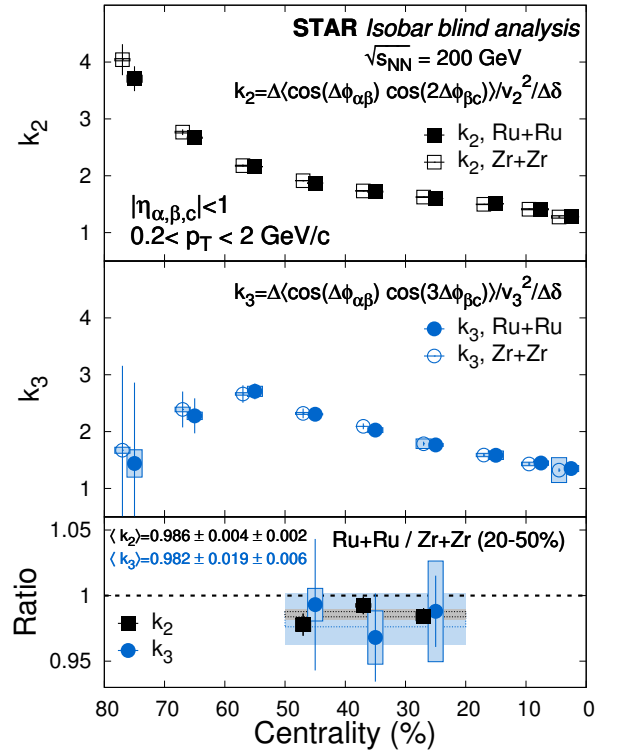 STAR Isobar blind analysis
√sNN = 200 GeV
k2=Δ⟨cos(Δϕαβ) cos(2Δϕβc)⟩/v2²/Δδ
k2, Ru+Ru
k2, Zr+Zr
|ηα,β,c|<1
0.2< pT < 2 GeV/c
k2
4
3
2
1
k3=Δ⟨cos(Δϕαβ) cos(3Δϕβc)⟩/v3²/Δδ
k3, Ru+Ru
k3, Zr+Zr
k3
4
3
2
1
⟨ k2⟩=0.986 ± 0.004 ± 0.002
⟨ k3⟩=0.982 ± 0.019 ± 0.006
Ru+Ru / Zr+Zr (20-50%)
k2
k3
Ratio
1.05
1
0.95
80 70 60 50 40 30 20 10 0
Centrality (%)